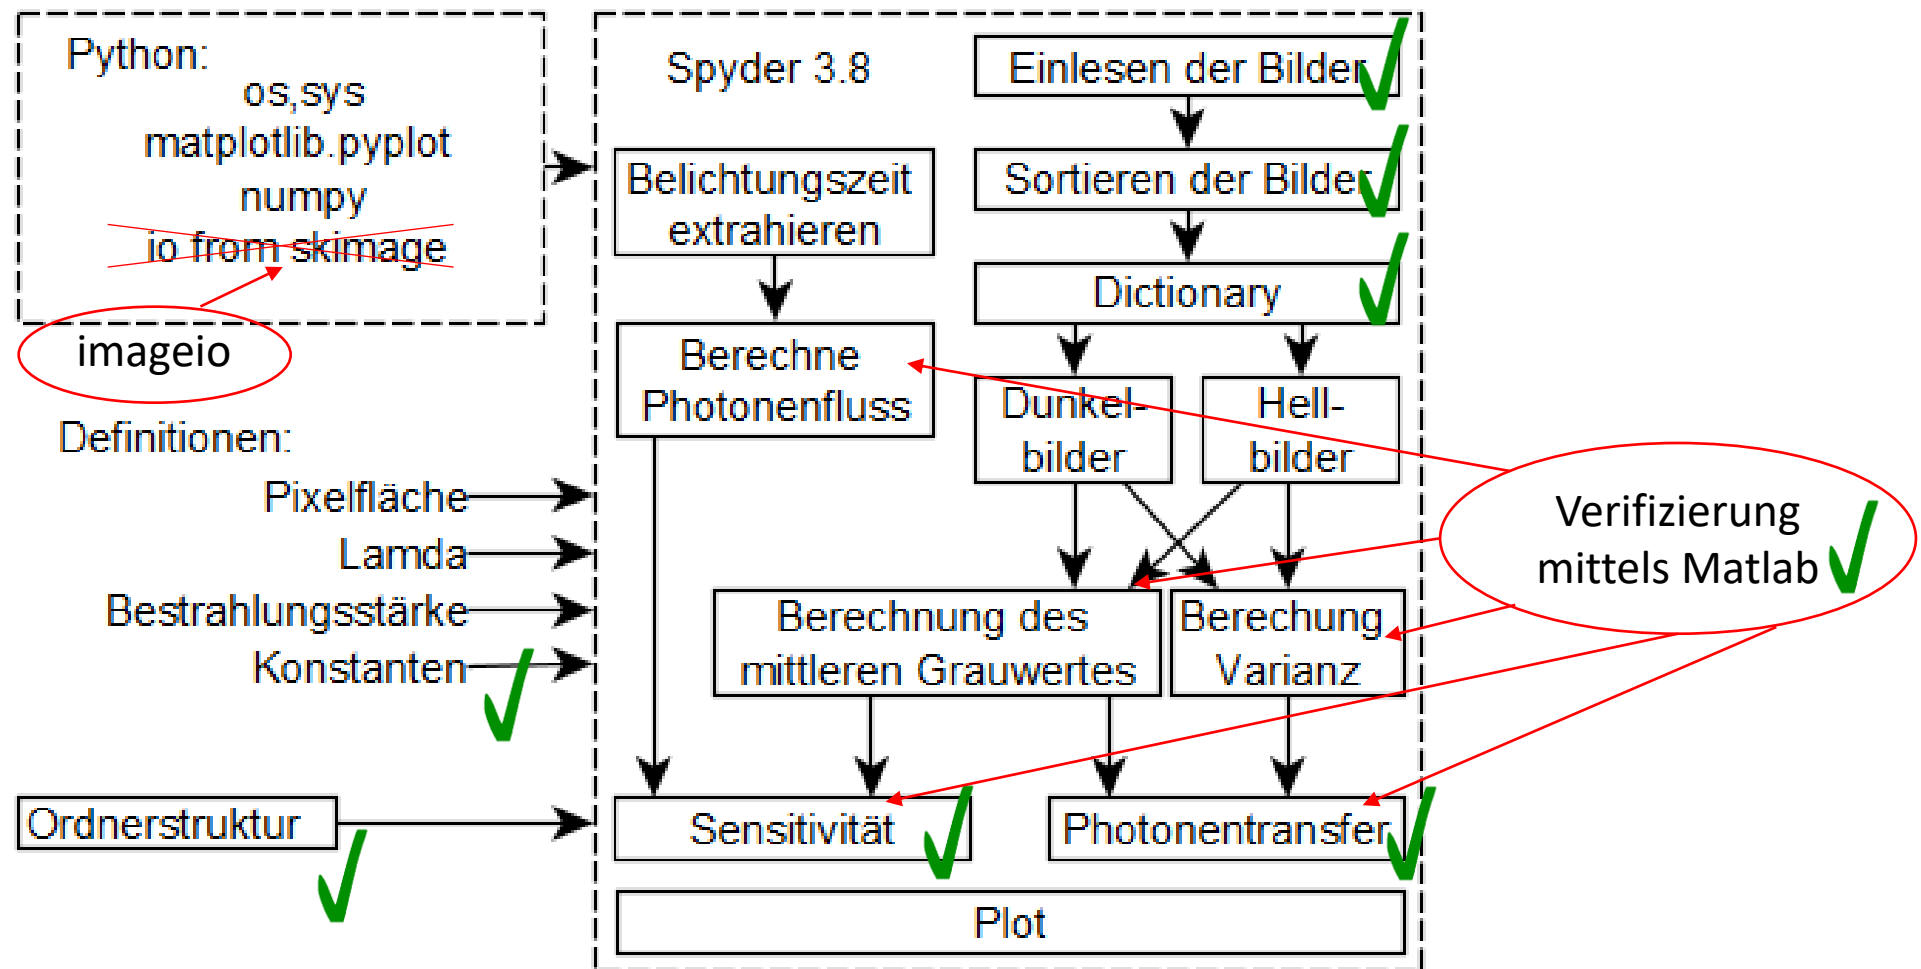 Python:
os,sys
matplotlib.pyplot
numpy
io from skimage
imageio
Definitionen:
Pixelfläche
Lamda
Bestrahlungsstärke
Konstanten
Ordnerstruktur
Spyder 3.8
Einlesen der Bilder
Sortieren der Bilder
Dictionary
Belichtungszeit
extrahieren
Berechne
Photonenfluss
Dunkel-
bilder
Hell-
bilder
Berechnung des
mittleren Grauwertes
Berechung
Varianz
Sensitivität
Photonentransfer
Plot
Verifizierung
mittels Matlab